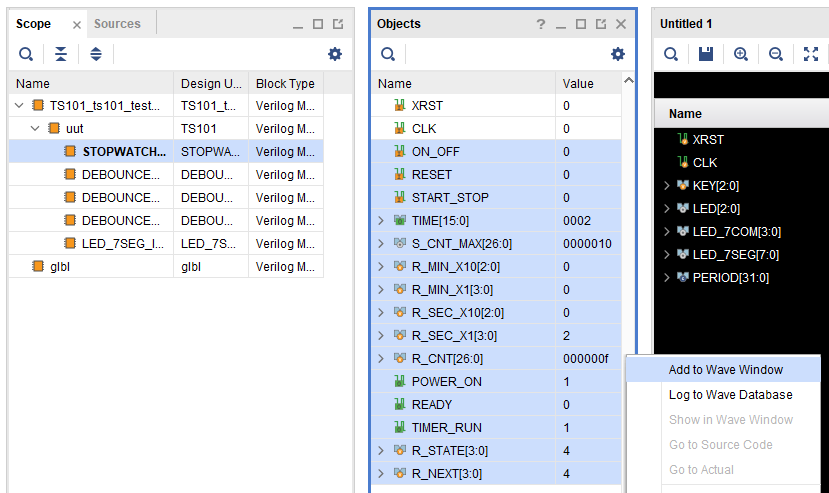 Scope × Sources
Name Design U... Block Type
TS101_ts101_test... TS101_t... Verilog M...
uut TS101 Verilog M...
STOPWATCH... STOPWA... Verilog M...
DEBOUNCE... DEBOU... Verilog M...
DEBOUNCE... DEBOU... Verilog M...
DEBOUNCE... DEBOU... Verilog M...
LED_7SEG_I... LED_7S... Verilog M...
glbl glbl Verilog M...
Objects ?
Name Value
XRST 0
CLK 0
ON_OFF 0
RESET 0
START_STOP 0
TIME[15:0] 0002
S_CNT_MAX[26:0] 0000010
R_MIN_X10[2:0] 0
R_MIN_X1[3:0] 0
R_SEC_X10[2:0] 0
R_SEC_X1[3:0] 2
R_CNT[26:0] 000000f
POWER_ON 1
READY 0
TIMER_RUN 1
R_STATE[3:0] 4
R_NEXT[3:0] 4
Untitled 1
Name
XRST
CLK
KEY[2:0]
LED[2:0]
LED_7COM[3:0]
LED_7SEG[7:0]
PERIOD[31:0]
Add to Wave Window
Log to Wave Database
Show in Wave Window
Go to Source Code
Go to Actual